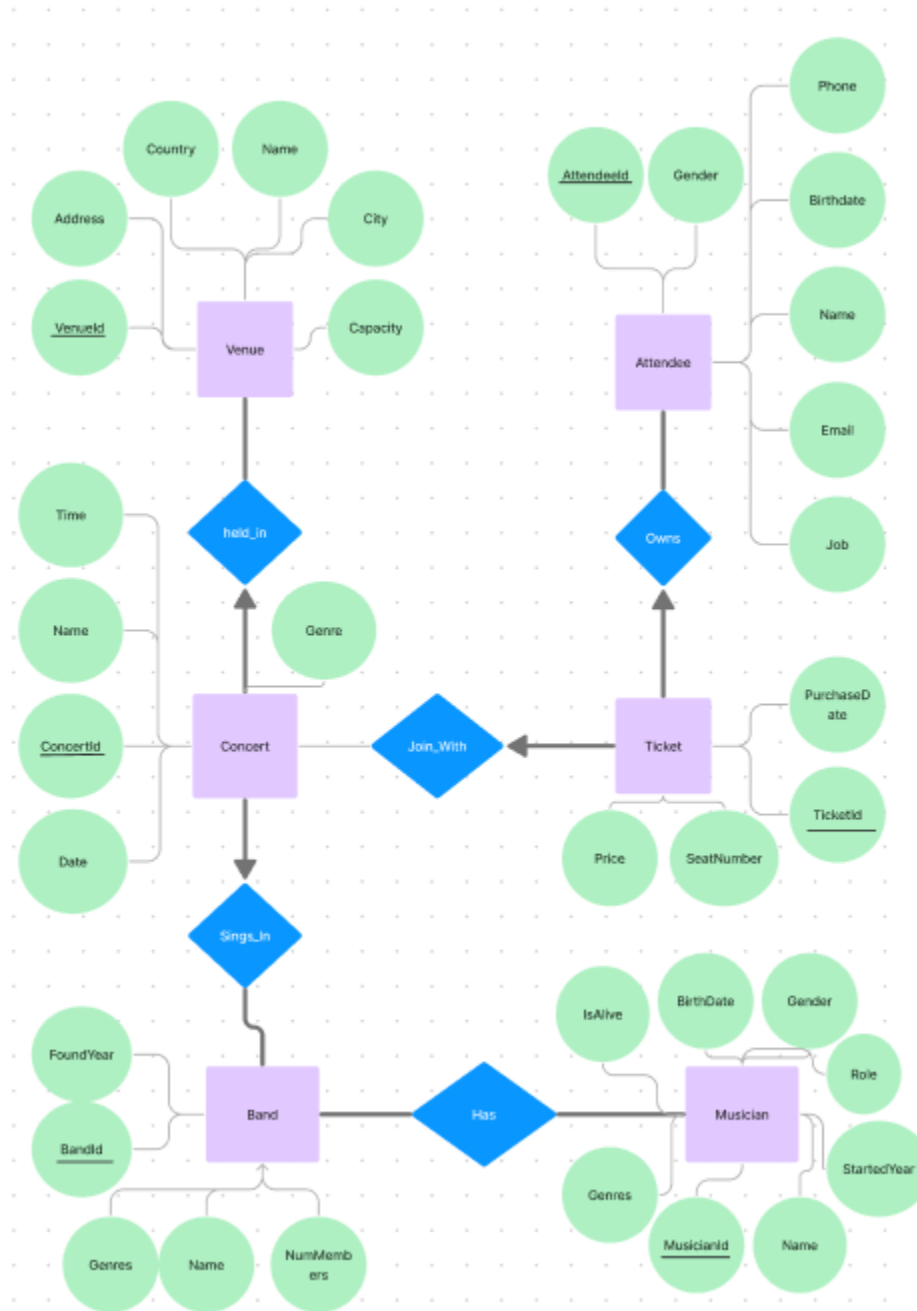 Phone
Country
Name
AttendeeId
Gender
Address
City
Birthdate
VenueId
Capacity
Name
Venue
Attendee
Email
Time
held_in
Owns
Job
Name
Genre
PurchaseD
ate
ConcertId
Concert
Join_With
Ticket
TicketId
Date
Price
SeatNumber
Sings_In
IsAlive
BirthDate
Gender
FoundYear
Role
Band
Has
Musician
BandId
StartedYear
Genres
Genres
Name
NumMemb
ers
MusicianId
Name